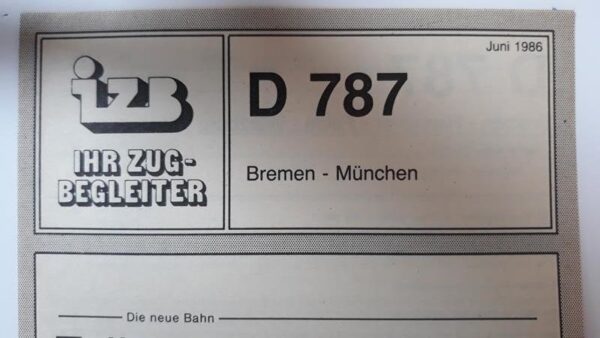 Juni 1986
izb
IHR ZUG-
BEGLEITER
D 787
Bremen - München
Die neue Bahn